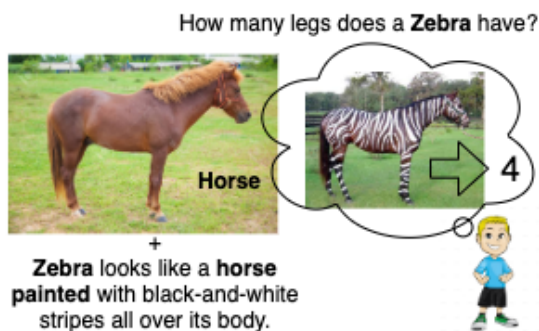 How many legs does a Zebra have?
Horse
4
+
Zebra looks like a horse
painted with black-and-white
stripes all over its body.